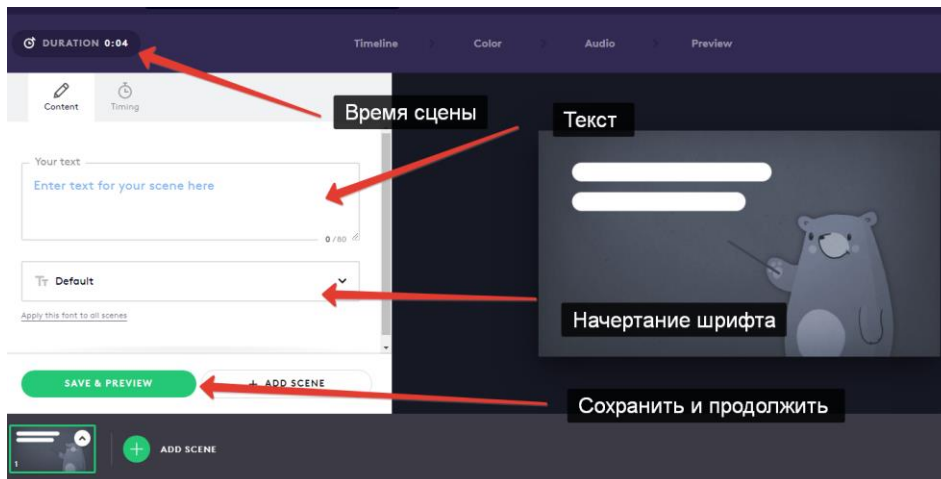 DURATION 0:04
Timeline
Color
Audio
Preview
Content
Timing
Время сцены
Текст
Your text
Enter text for your scene here
0 / 80
Tт Default
Начертание шрифта
Apply this font to all scenes
SAVE & PREVIEW
+ ADD SCENE
Сохранить и продолжить
1
+ ADD SCENE